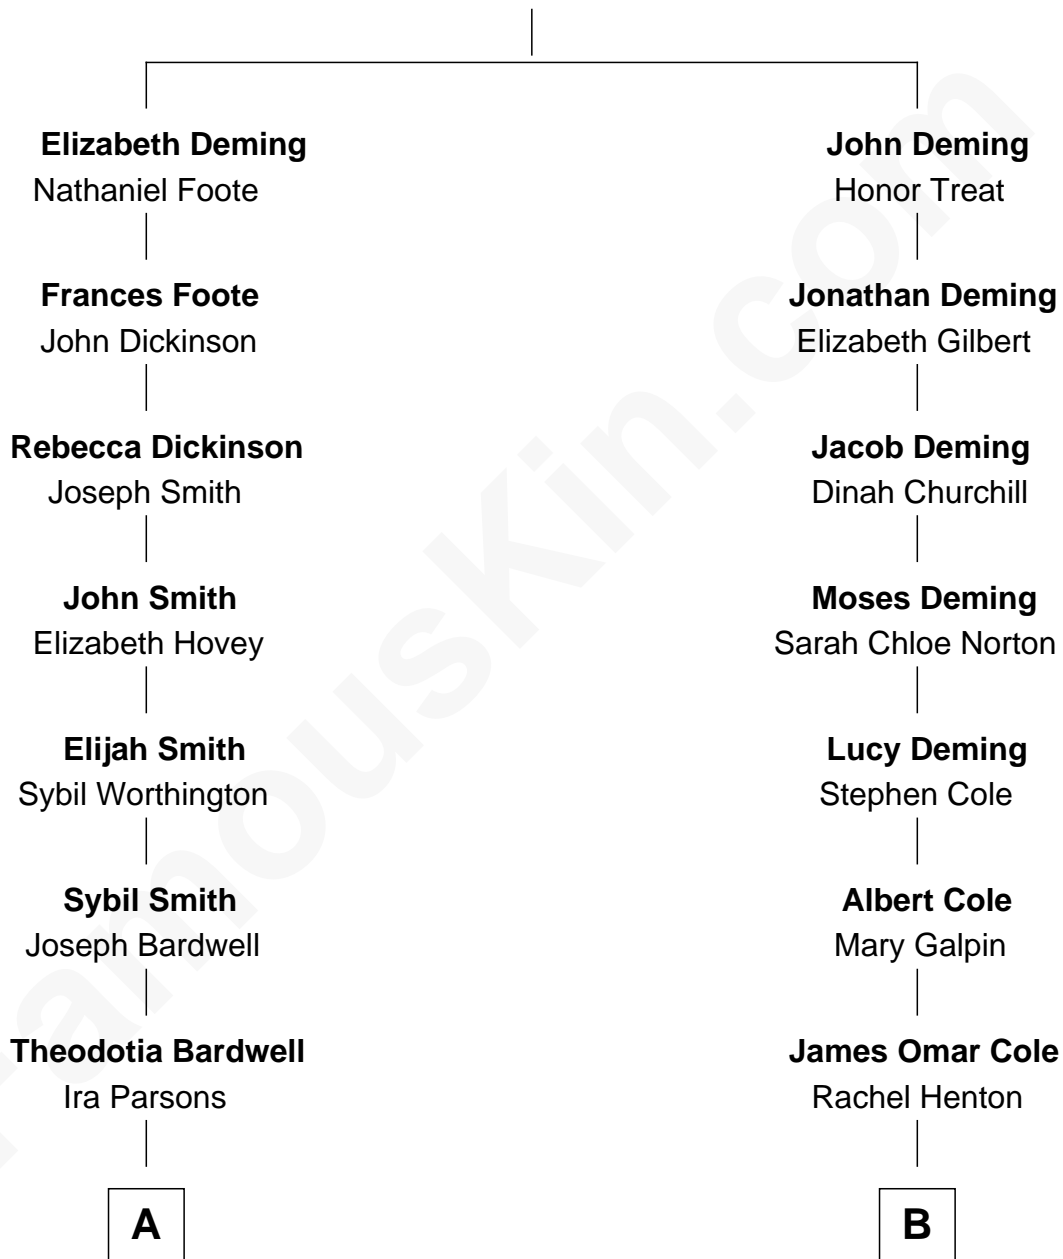 Elizabeth Deming
Nathaniel Foote
Frances Foote
John Dickinson
Rebecca Dickinson
Joseph Smith
John Smith
Elizabeth Hovey
Elijah Smith
Sybil Worthington
Sybil Smith
Joseph Bardwell
Theodotia Bardwell
Ira Parsons
A
John Deming
Honor Treat
Jonathan Deming
Elizabeth Gilbert
Jacob Deming
Dinah Churchill
Moses Deming
Sarah Chloe Norton
Lucy Deming
Stephen Cole
Albert Cole
Mary Galpin
James Omar Cole
Rachel Henton
B
FamousKin.com